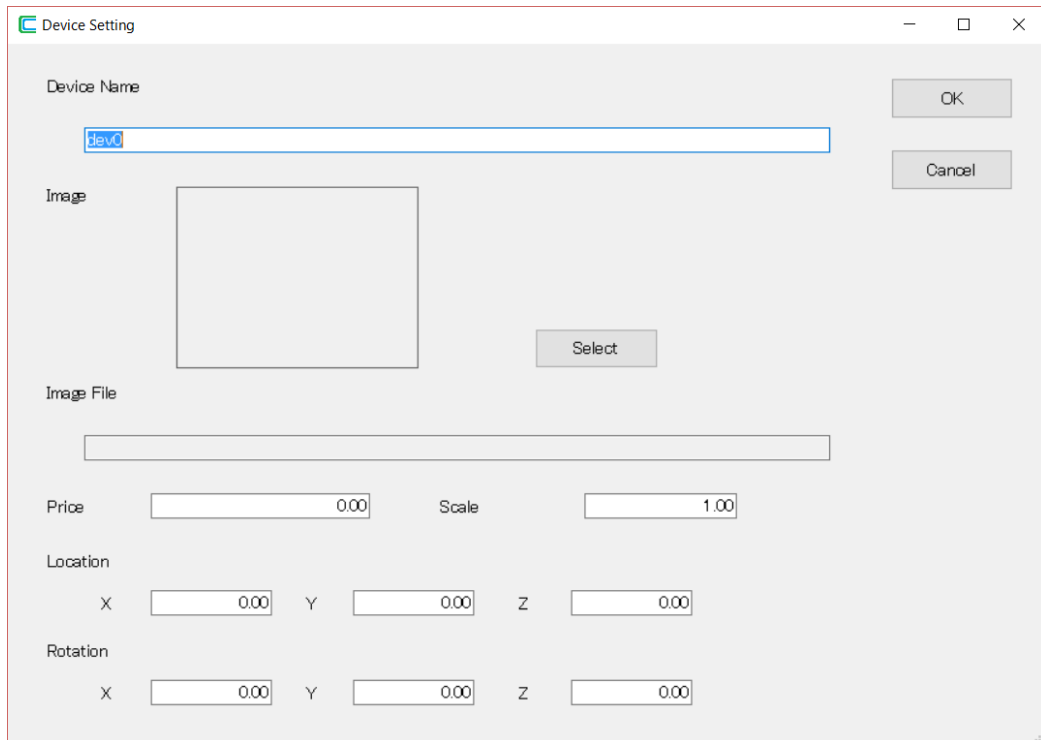 Device Setting
Device Name
OK
dev0
Cancel
Image
Select
Image File
Price 0.00 Scale 1.00
Location
X 0.00 Y 0.00 Z 0.00
Rotation
X 0.00 Y 0.00 Z 0.00